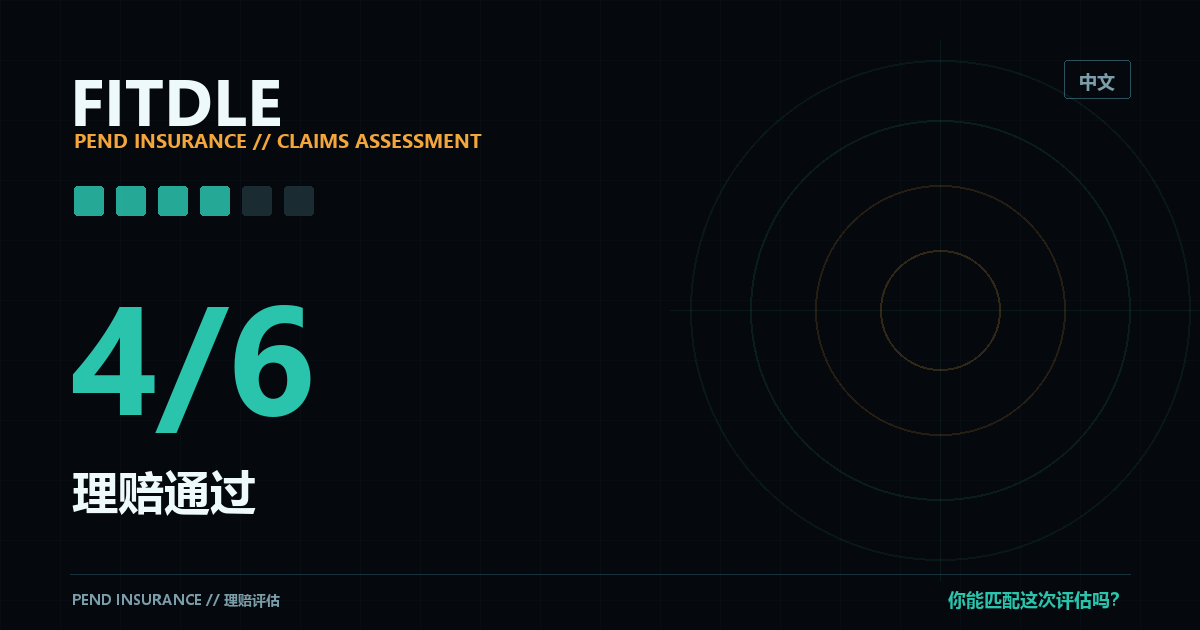 FITDLE
中文
PEND INSURANCE // CLAIMS ASSESSMENT
4/6
理赔通过
PEND INSURANCE // 理赔评估
你能匹配这次评估吗?